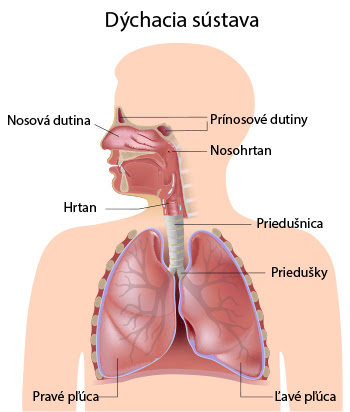 Dýchacia sústava
Nosová dutina
Prínosové dutiny
Nosohrtan
Hrtan
Priedušnica
Priedušky
Pravé pľúca
Ľavé pľúca